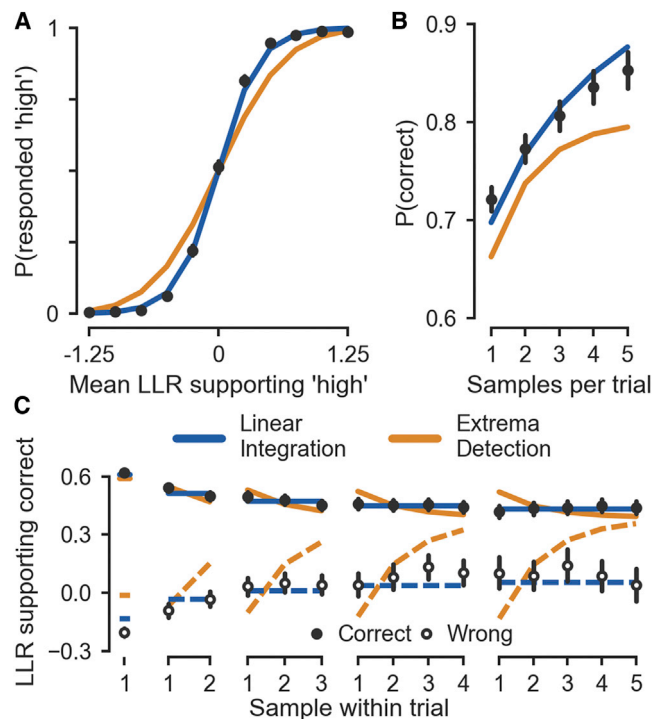 A
B
P(responded 'high')
1
0
-1.25
0
1.25
Mean LLR supporting 'high'
P(correct)
0.9
0.8
0.7
0.6
1 2 3 4 5
Samples per trial
C
Linear
Integration
Extrema
Detection
LLR supporting correct
0.6
0.3
0.0
−0.3
Correct
Wrong
1 1 2 1 2 3 1 2 3 4 1 2 3 4 5
Sample within trial